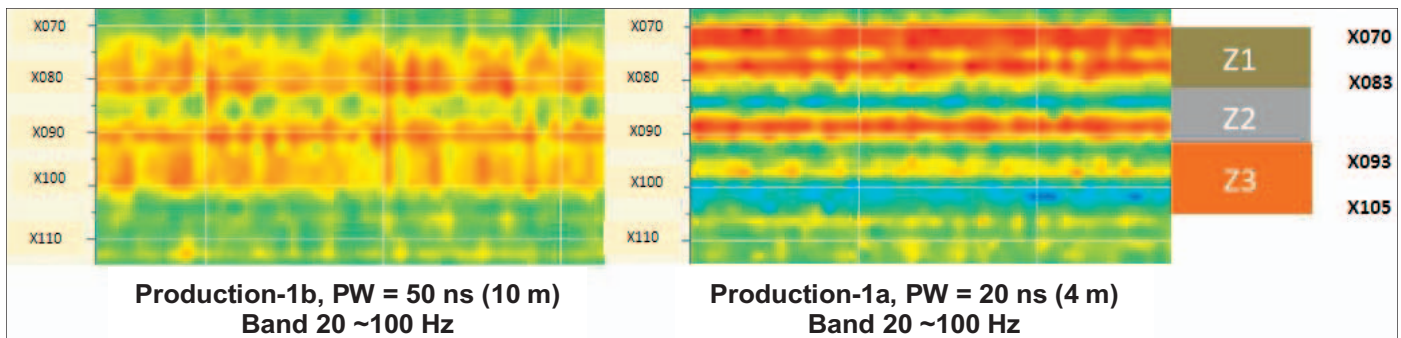 X070
X080
X090
X100
X110
X070
X080
X090
X100
X110
Z1
Z2
Z3
X070
X083
X093
X105
Production-1b, PW = 50 ns (10 m)
Band 20 ~100 Hz
Production-1a, PW = 20 ns (4 m)
Band 20 ~100 Hz